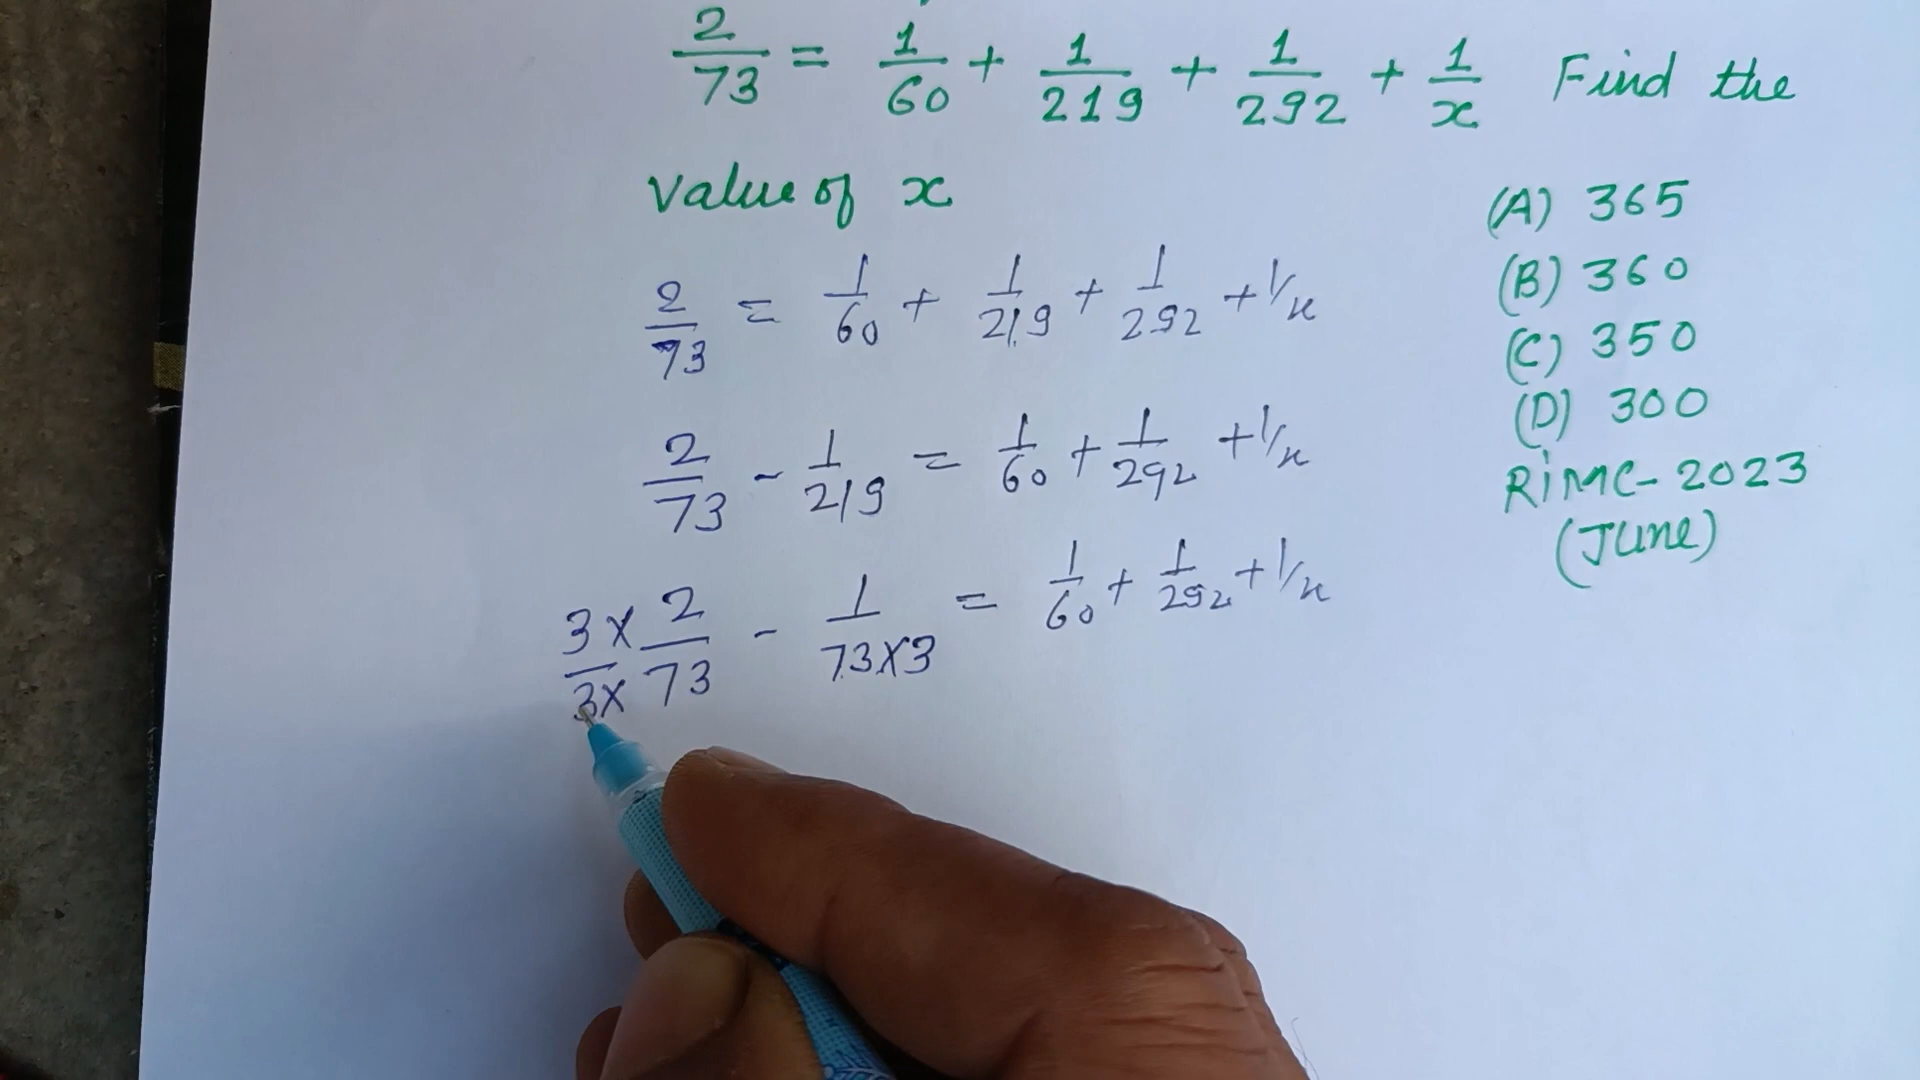 2/73 = 1/60 + 1/219 + 1/292 + 1/x Find the
value of x
(A) 365
(B) 360
(C) 350
(D) 300
RiMC-2023
(June)
2/73 = 1/60 + 1/219 + 1/292 + 1/x
2/73 - 1/219 = 1/60 + 1/292 + 1/x
3×2/3×73 - 1/73×3 = 1/60 + 1/292 + 1/x